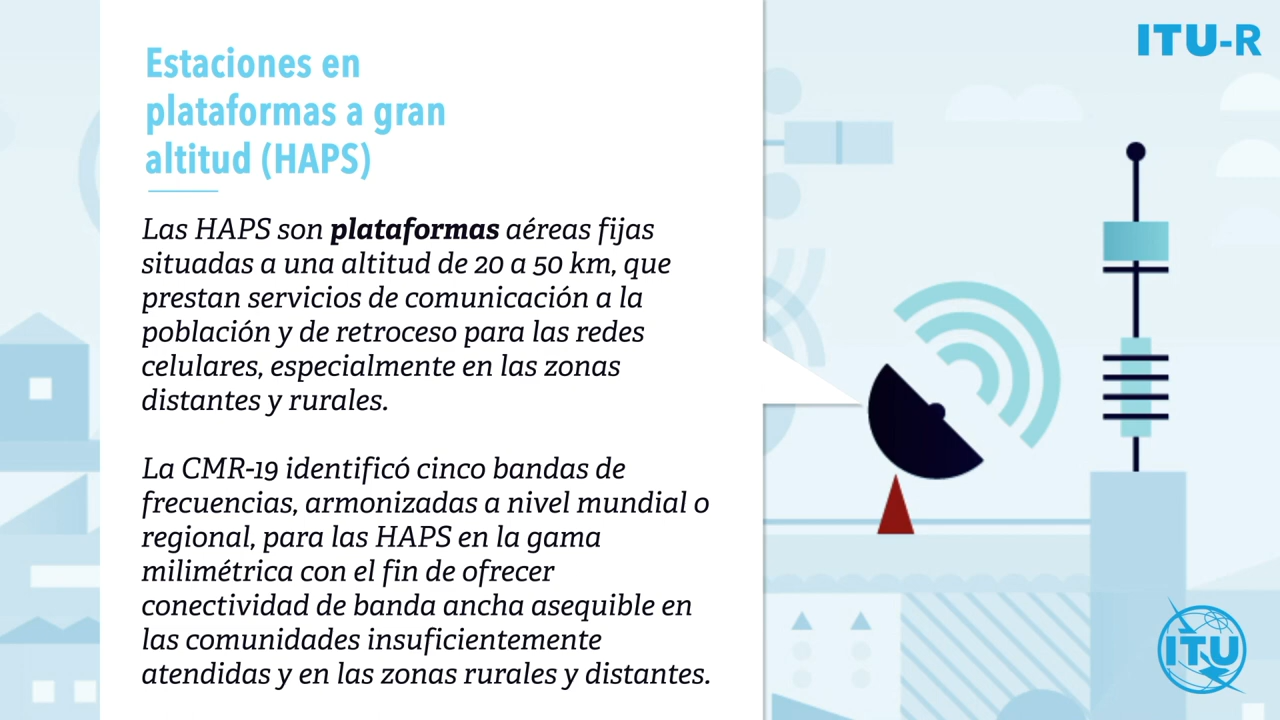 ITU-R
Estaciones en
plataformas a gran
altitud (HAPS)
Las HAPS son plataformas aéreas fijas
situadas a una altitud de 20 a 50 km, que
prestan servicios de comunicación a la
población y de retroceso para las redes
celulares, especialmente en las zonas
distantes y rurales.
La CMR-19 identificó cinco bandas de
frecuencias, armonizadas a nivel mundial o
regional, para las HAPS en la gama
milimétrica con el fin de ofrecer
conectividad de banda ancha asequible en
las comunidades insuficientemente
atendidas y en las zonas rurales y distantes.
ITU